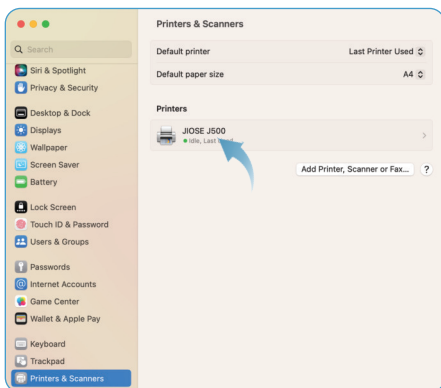 Printers & Scanners
Search
Siri & Spotlight
Privacy & Security
Desktop & Dock
Displays
Wallpaper
Screen Saver
Battery
Lock Screen
Touch ID & Password
Users & Groups
Passwords
Internet Accounts
Game Center
Wallet & Apple Pay
Keyboard
Trackpad
Printers & Scanners
Default printer Last Printer Used
Default paper size A4
Printers
JIOSE J500
Idle, Last
Add Printer, Scanner or Fax... ?